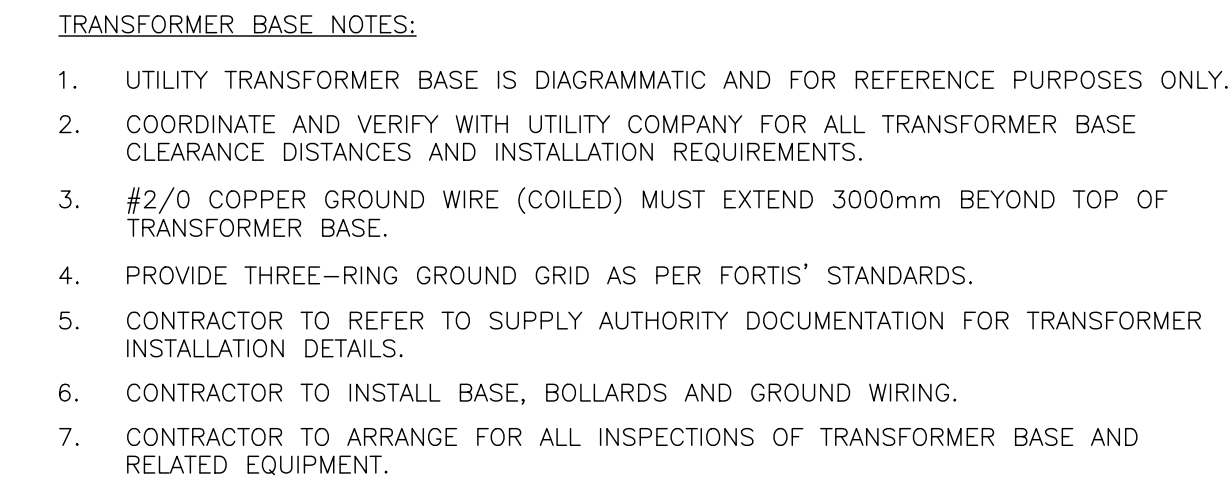 TRANSFORMER BASE NOTES:
1. UTILITY TRANSFORMER BASE IS DIAGRAMMATIC AND FOR REFERENCE PURPOSES ONLY.
2. COORDINATE AND VERIFY WITH UTILITY COMPANY FOR ALL TRANSFORMER BASE
CLEARANCE DISTANCES AND INSTALLATION REQUIREMENTS.
3. #2/0 COPPER GROUND WIRE (COILED) MUST EXTEND 3000mm BEYOND TOP OF
TRANSFORMER BASE.
4. PROVIDE THREE–RING GROUND GRID AS PER FORTIS' STANDARDS.
5. CONTRACTOR TO REFER TO SUPPLY AUTHORITY DOCUMENTATION FOR TRANSFORMER
INSTALLATION DETAILS.
6. CONTRACTOR TO INSTALL BASE, BOLLARDS AND GROUND WIRING.
7. CONTRACTOR TO ARRANGE FOR ALL INSPECTIONS OF TRANSFORMER BASE AND
RELATED EQUIPMENT.